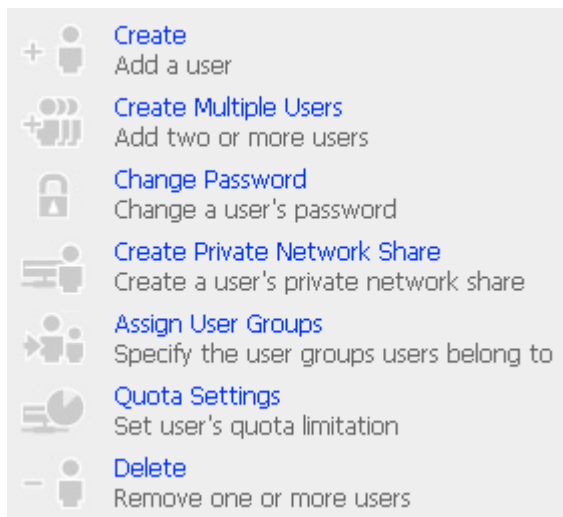 Create
Add a user
Create Multiple Users
Add two or more users
Change Password
Change a user's password
Create Private Network Share
Create a user's private network share
Assign User Groups
Specify the user groups users belong to
Quota Settings
Set user's quota limitation
Delete
Remove one or more users